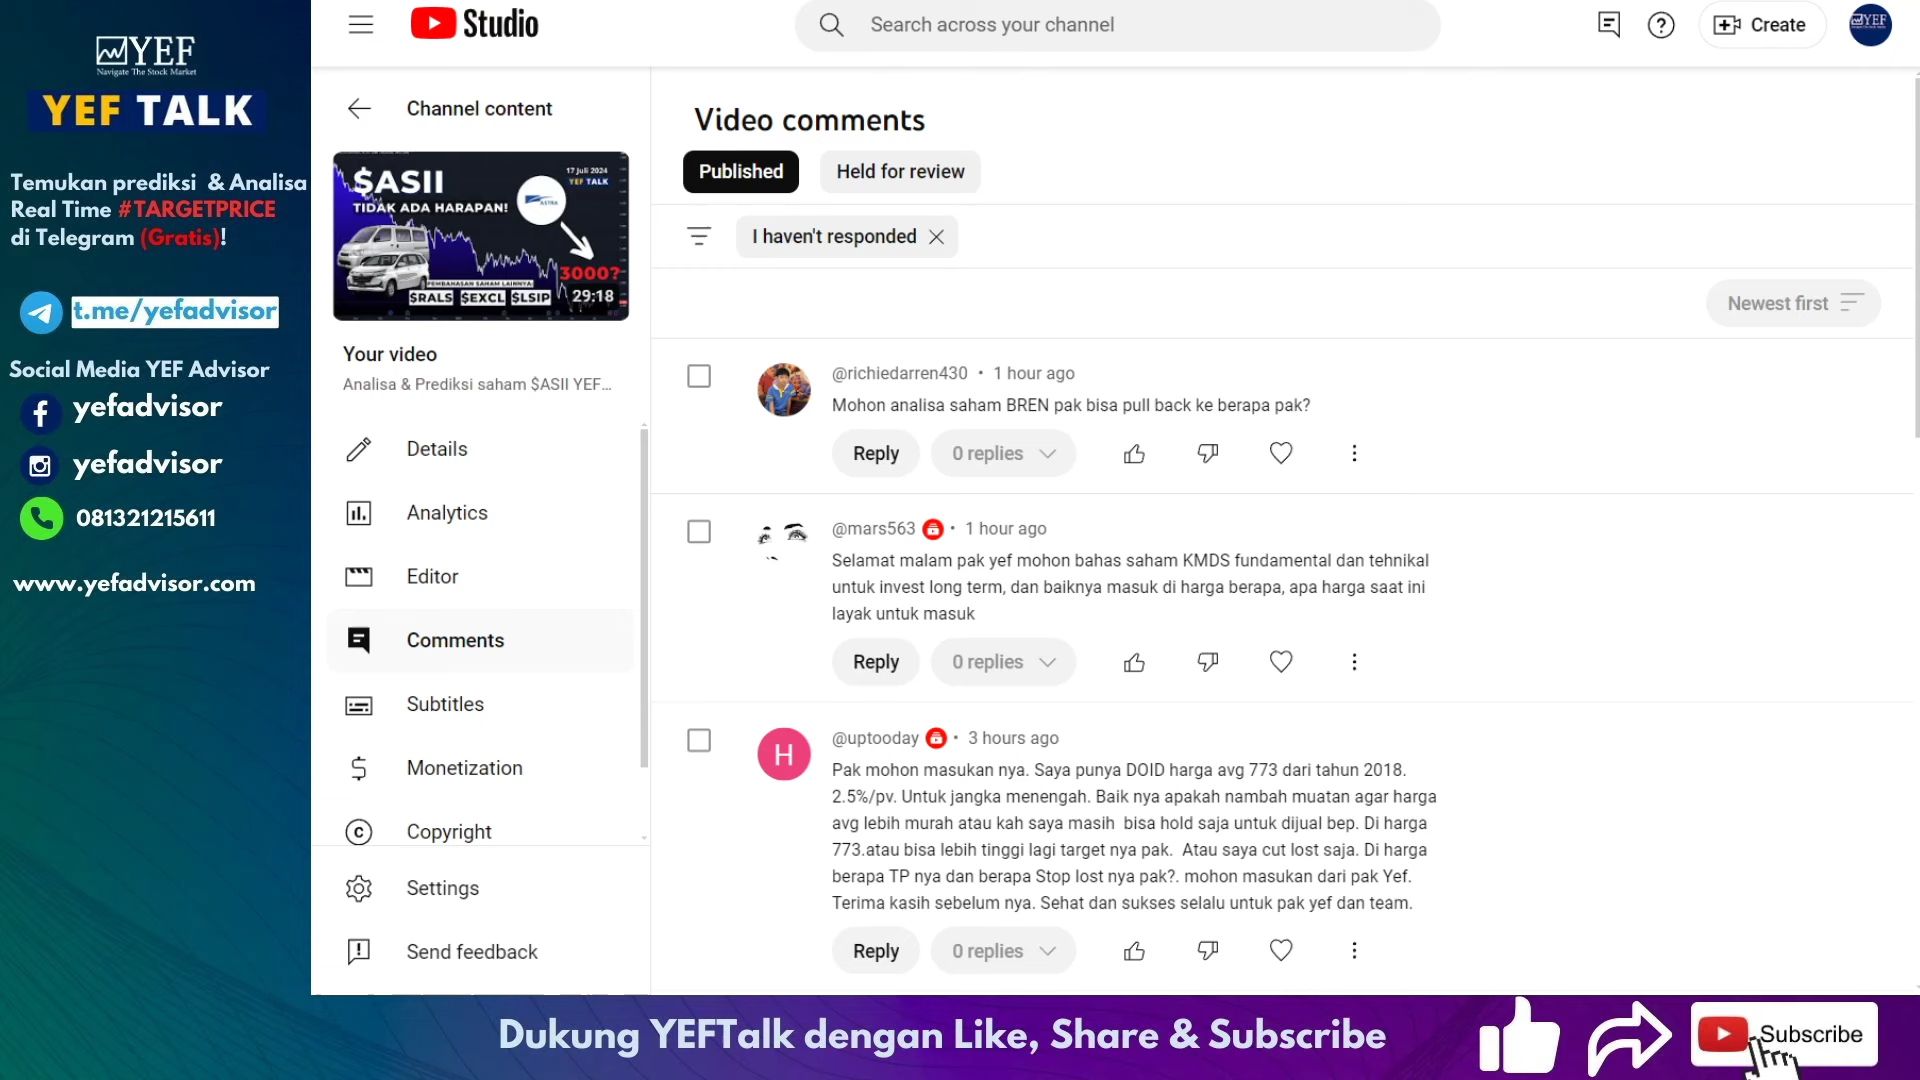 YEF
Navigate The Stock Market
YEF TALK
Temukan prediksi & Analisa
Real Time #TARGETPRICE
di Telegram (Gratis)!
t.me/yefadvisor
Social Media YEF Advisor
yefadvisor
yefadvisor
081321215611
www.yefadvisor.com
Studio
Search across your channel
Create
YEF
Channel content
$ASII
TIDAK ADA HARAPAN!
17 Juli 2024
YEF TALK
ASTRA
3000?
PEMBAHASAN SAHAM LAINNYA:
$RALS $EXCL $LSIP
29:18
Your video
Analisa & Prediksi saham $ASII YEF...
Details
Analytics
Editor
Comments
Subtitles
Monetization
Copyright
Settings
Send feedback
Video comments
Published
Held for review
I haven't responded
Newest first
@richiedarren430 • 1 hour ago
Mohon analisa saham BREN pak bisa pull back ke berapa pak?
Reply
0 replies
@mars563 • 1 hour ago
Selamat malam pak yef mohon bahas saham KMDS fundamental dan tehnikal
untuk invest long term, dan baiknya masuk di harga berapa, apa harga saat ini
layak untuk masuk
Reply
0 replies
H
@uptooday • 3 hours ago
Pak mohon masukan nya. Saya punya DOID harga avg 773 dari tahun 2018.
2.5%/pv. Untuk jangka menengah. Baik nya apakah nambah muatan agar harga
avg lebih murah atau kah saya masih bisa hold saja untuk dijual bep. Di harga
773.atau bisa lebih tinggi lagi target nya pak. Atau saya cut lost saja. Di harga
berapa TP nya dan berapa Stop lost nya pak?. mohon masukan dari pak Yef.
Terima kasih sebelum nya. Sehat dan sukses selalu untuk pak yef dan team.
Reply
0 replies
Dukung YEFTalk dengan Like, Share & Subscribe
Subscribe